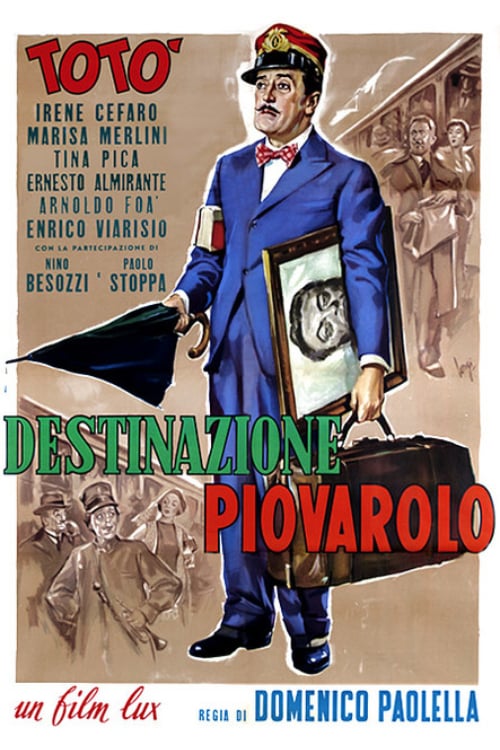 TOTO'
IRENE CEFARO
MARISA MERLINI
TINA PICA
ERNESTO ALMIRANTE
ARNOLDO FOA'
ENRICO VIARISIO
CON LA PARTECIPAZIONE DI
NINO BESOZZI E PAOLO STOPPA
DESTINAZIONE
PIOVAROLO
un film lux
REGIA DI DOMENICO PAOLELLA